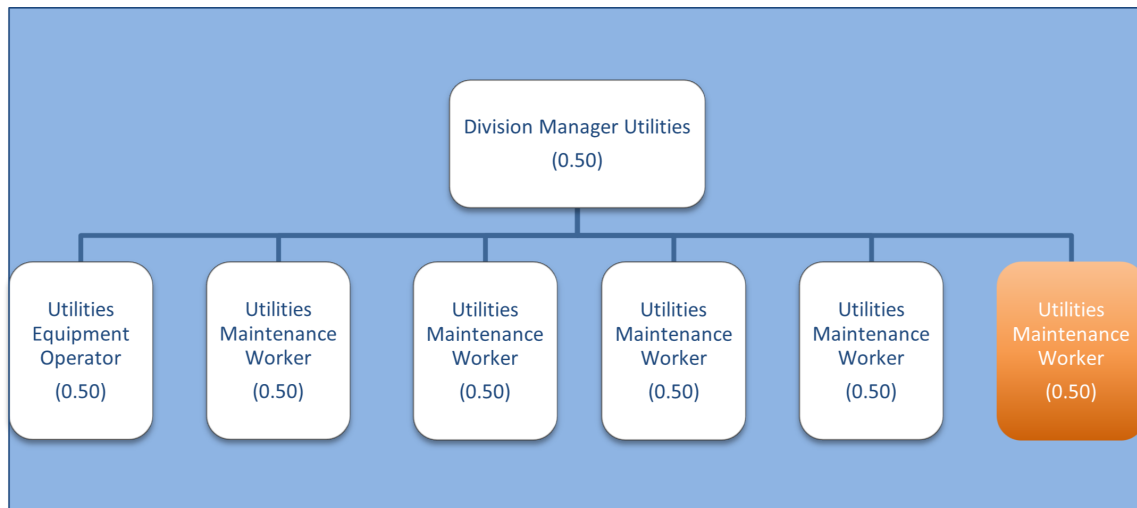 Division Manager Utilities
(0.50)
Utilities
Equipment
Operator
(0.50)
Utilities
Maintenance
Worker
(0.50)
Utilities
Maintenance
Worker
(0.50)
Utilities
Maintenance
Worker
(0.50)
Utilities
Maintenance
Worker
(0.50)
Utilities
Maintenance
Worker
(0.50)